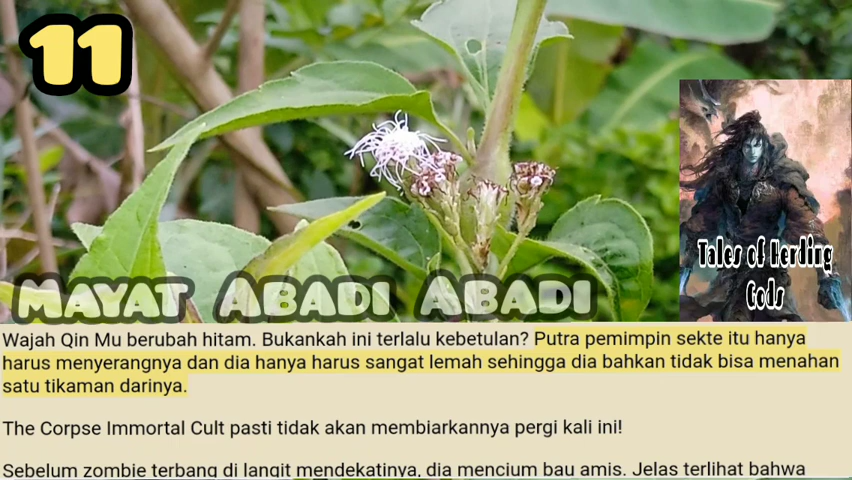 11
Tales of Herding
Gods
MAYAT ABADI ABADI
Wajah Qin Mu berubah hitam. Bukankah ini terlalu kebetulan? Putra pemimpin sekte itu hanya
harus menyerangnya dan dia hanya harus sangat lemah sehingga dia bahkan tidak bisa menahan
satu tikaman darinya.
The Corpse Immortal Cult pasti tidak akan membiarkannya pergi kali ini!
Sebelum zombie terbang di langit mendekatinya, dia mencium bau amis. Jelas terlihat bahwa